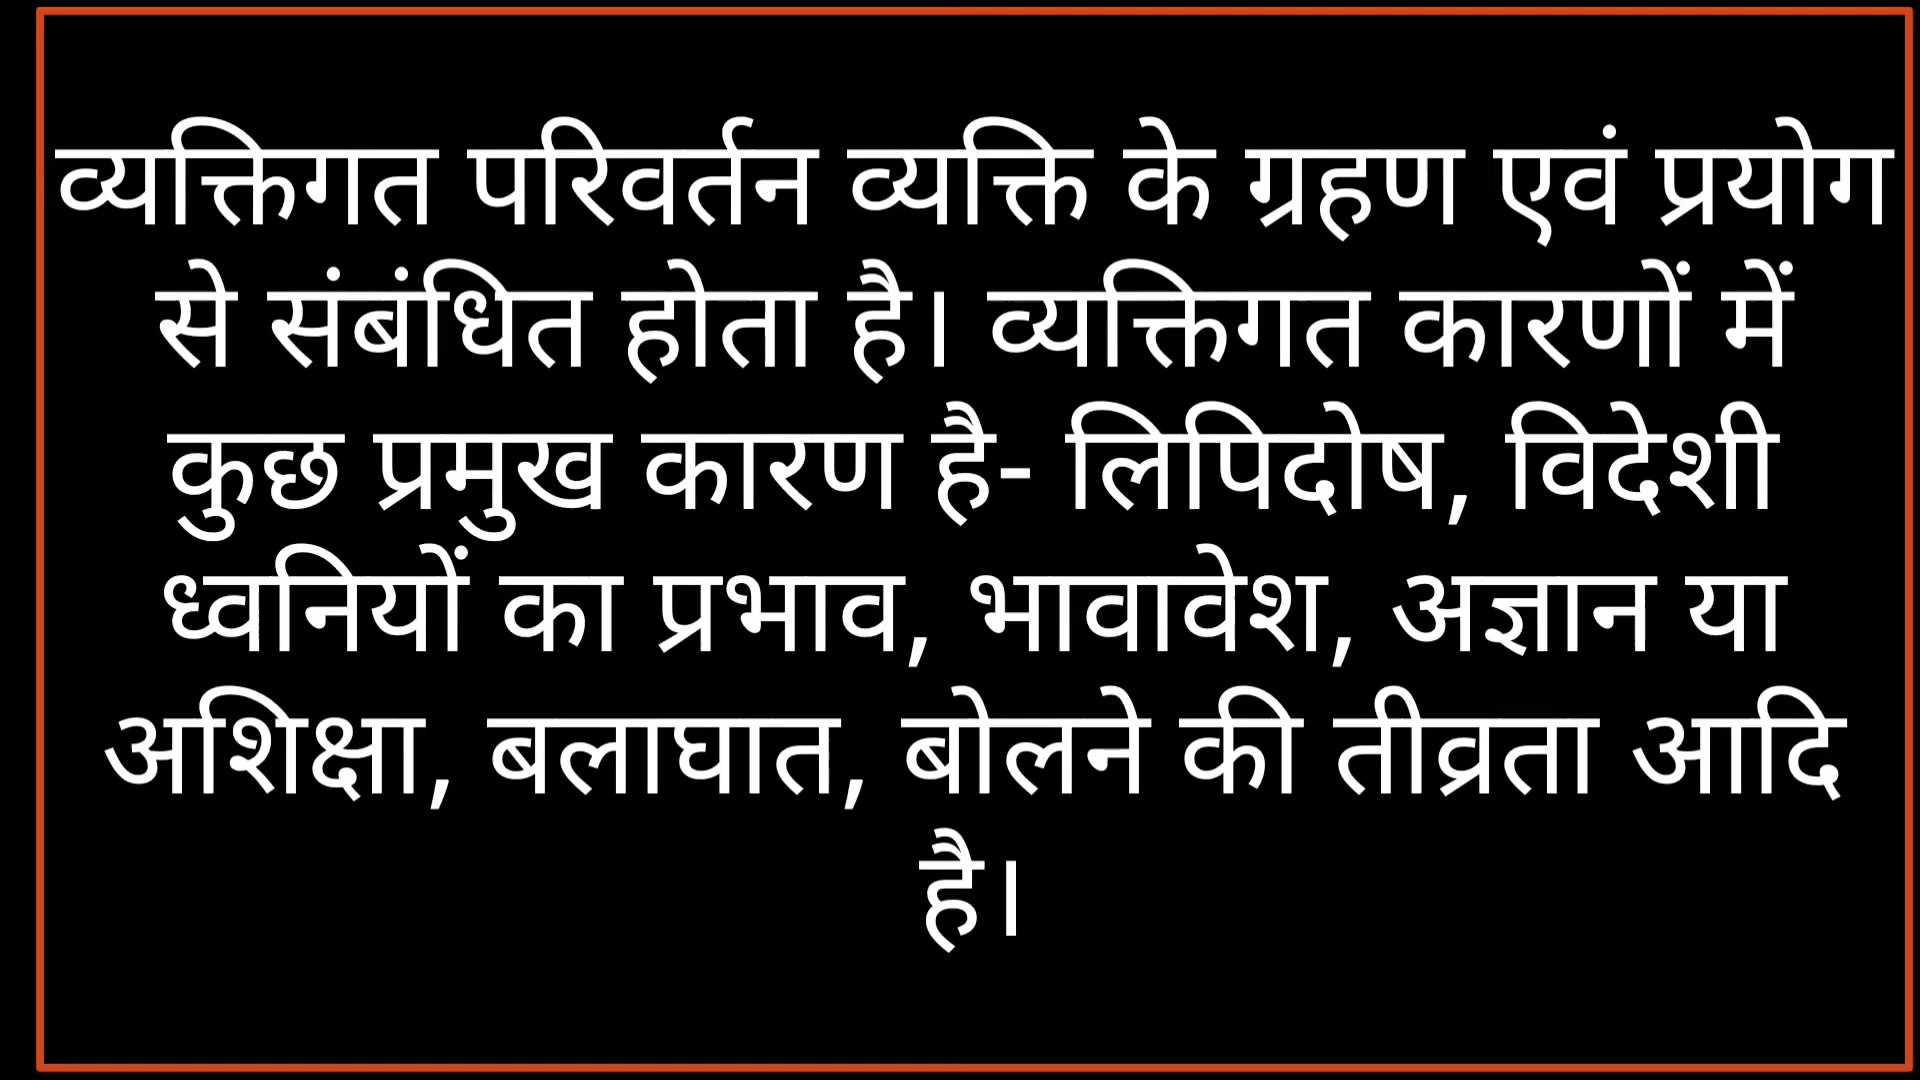 व्यक्तिगत परिवर्तन व्यक्ति के ग्रहण एवं प्रयोग
से संबंधित होता है। व्यक्तिगत कारणों में
कुछ प्रमुख कारण है- लिपिदोष, विदेशी
ध्वनियों का प्रभाव, भावावेश, अज्ञान या
अशिक्षा, बलाघात, बोलने की तीव्रता आदि
है।